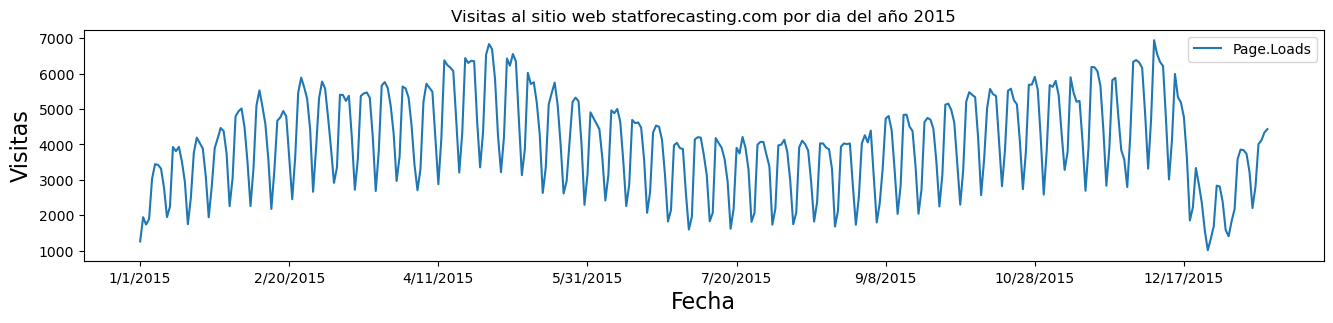 Visitas al sitio web statforecasting.com por dia del año 2015
Page.Loads
Visitas
7000
6000
5000
4000
3000
2000
1000
1/1/2015 2/20/2015 4/11/2015 5/31/2015 7/20/2015 9/8/2015 10/28/2015 12/17/2015
Fecha